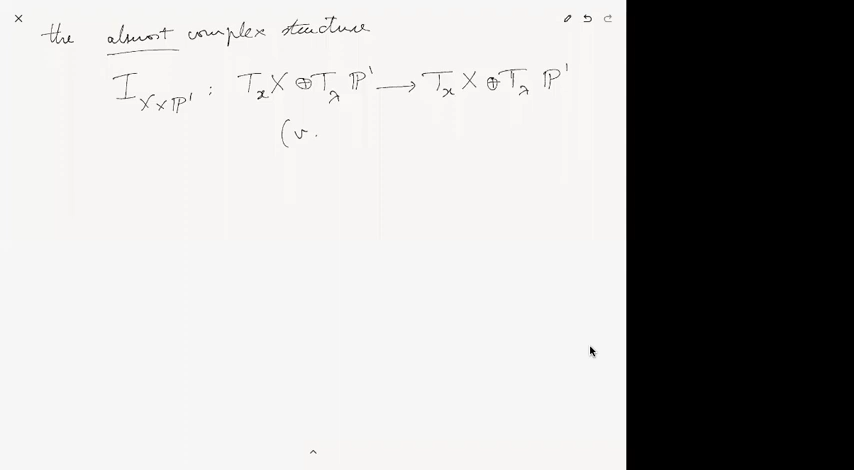 the almost complex structure
I_{X×ℙ¹} : T_x X ⊕ T_λ ℙ¹ → T_x X ⊕ T_λ ℙ¹
(v.